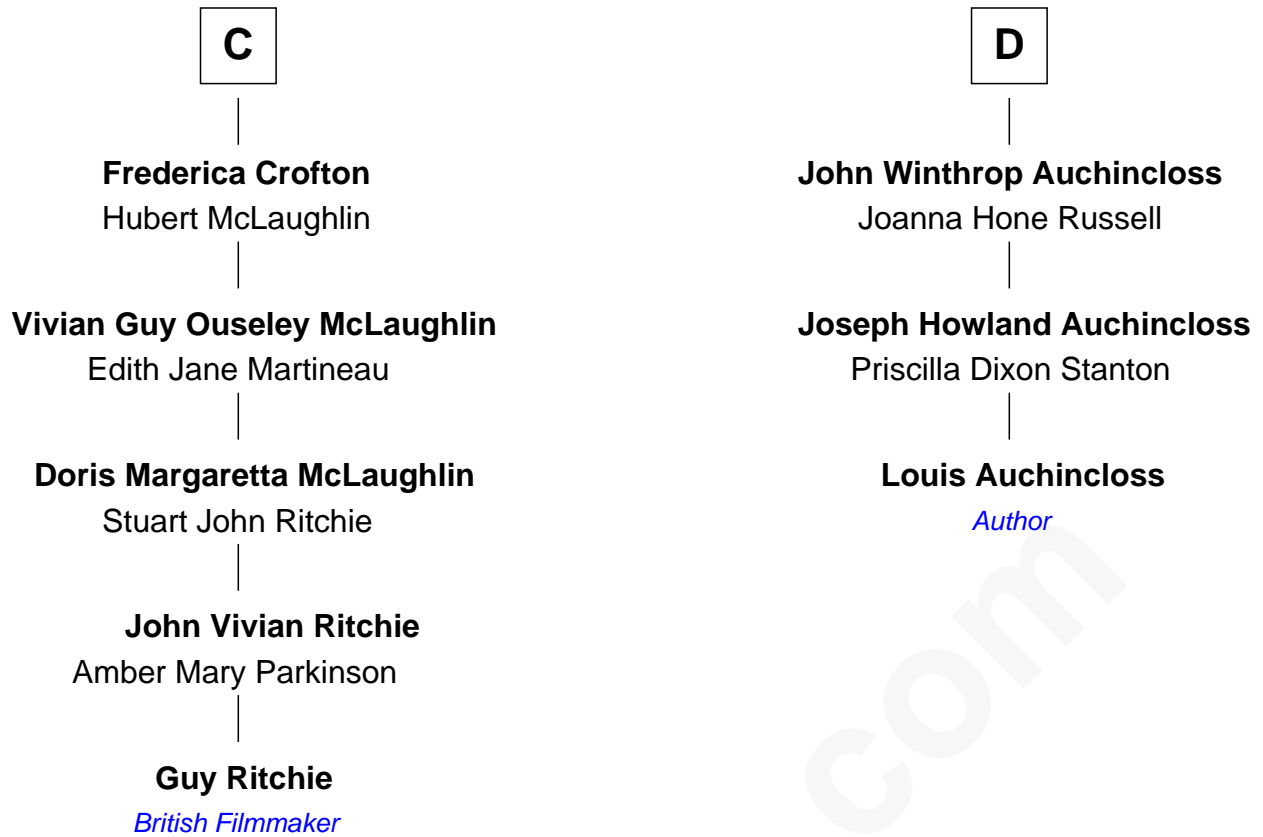 C
Frederica Crofton
Hubert McLaughlin
Vivian Guy Ouseley McLaughlin
Edith Jane Martineau
Doris Margaretta McLaughlin
Stuart John Ritchie
John Vivian Ritchie
Amber Mary Parkinson
Guy Ritchie
British Filmmaker
D
John Winthrop Auchincloss
Joanna Hone Russell
Joseph Howland Auchincloss
Priscilla Dixon Stanton
Louis Auchincloss
Author
com